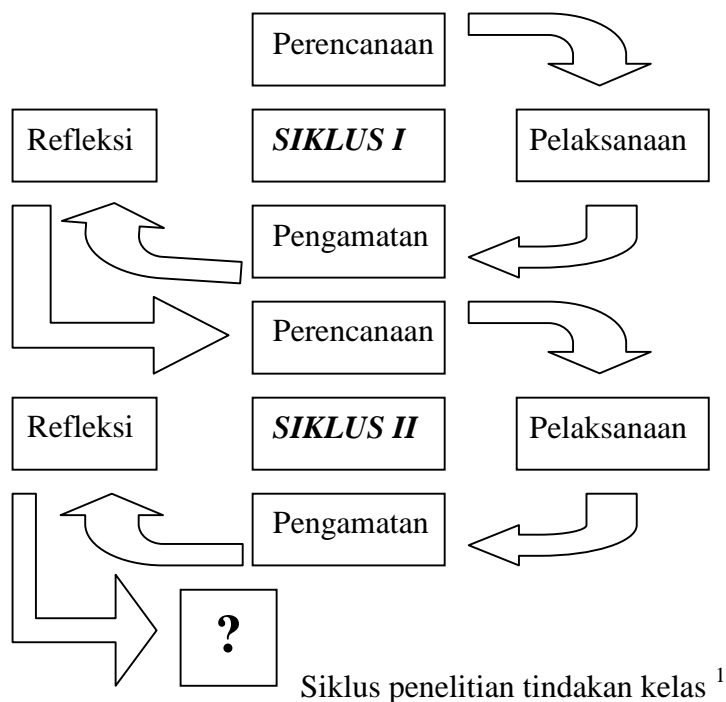 Perencanaan
Refleksi
SIKLUS I
Pelaksanaan
Pengamatan
Perencanaan
Refleksi
SIKLUS II
Pelaksanaan
Pengamatan
?
Siklus penelitian tindakan kelas 1